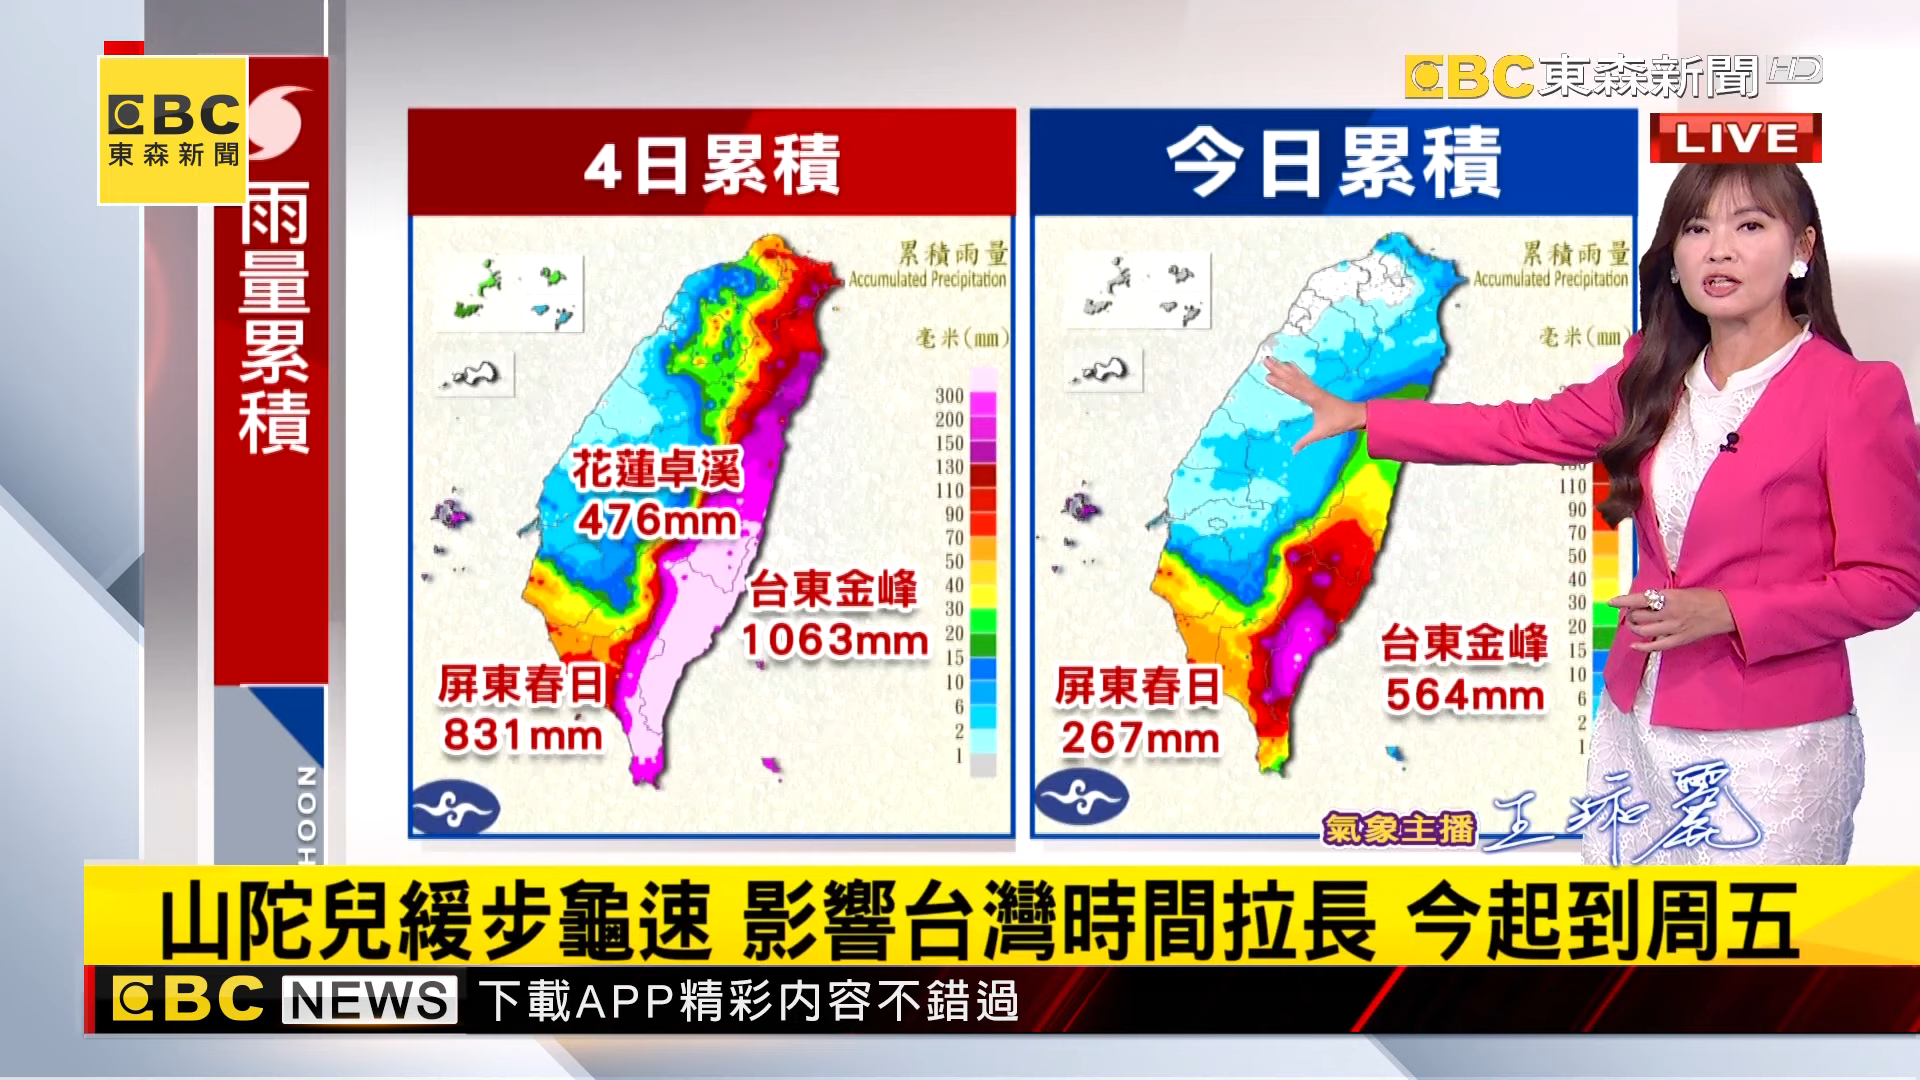 EBC
東森新聞
雨量累積
HOON
EBC東森新聞HD
LIVE
4日累積
累積雨量
Accumulated Precipitation
毫米(mm)
300
200
150
130
110
90
70
50
40
30
20
15
10
6
2
1
花蓮卓溪
476mm
台東金峰
1063mm
屏東春日
831mm
今日累積
累積雨量
Accumulated Precipitation
毫米(mm)
110
90
70
50
40
30
20
15
10
6
2
1
台東金峰
564mm
屏東春日
267mm
氣象主播
山陀兒緩步龜速 影響台灣時間拉長 今起到周五
EBC NEWS 下載APP精彩内容不錯過